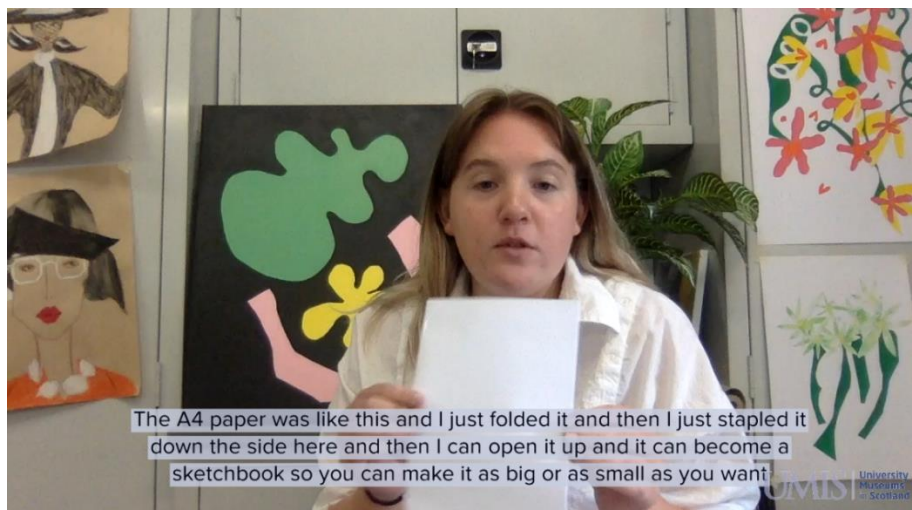 The A4 paper was like this and I just folded it and then I just stapled it
down the side here and then I can open it up and it can become a
sketchbook so you can make it as big or as small as you want
UMIS
University
Museums
in Scotland